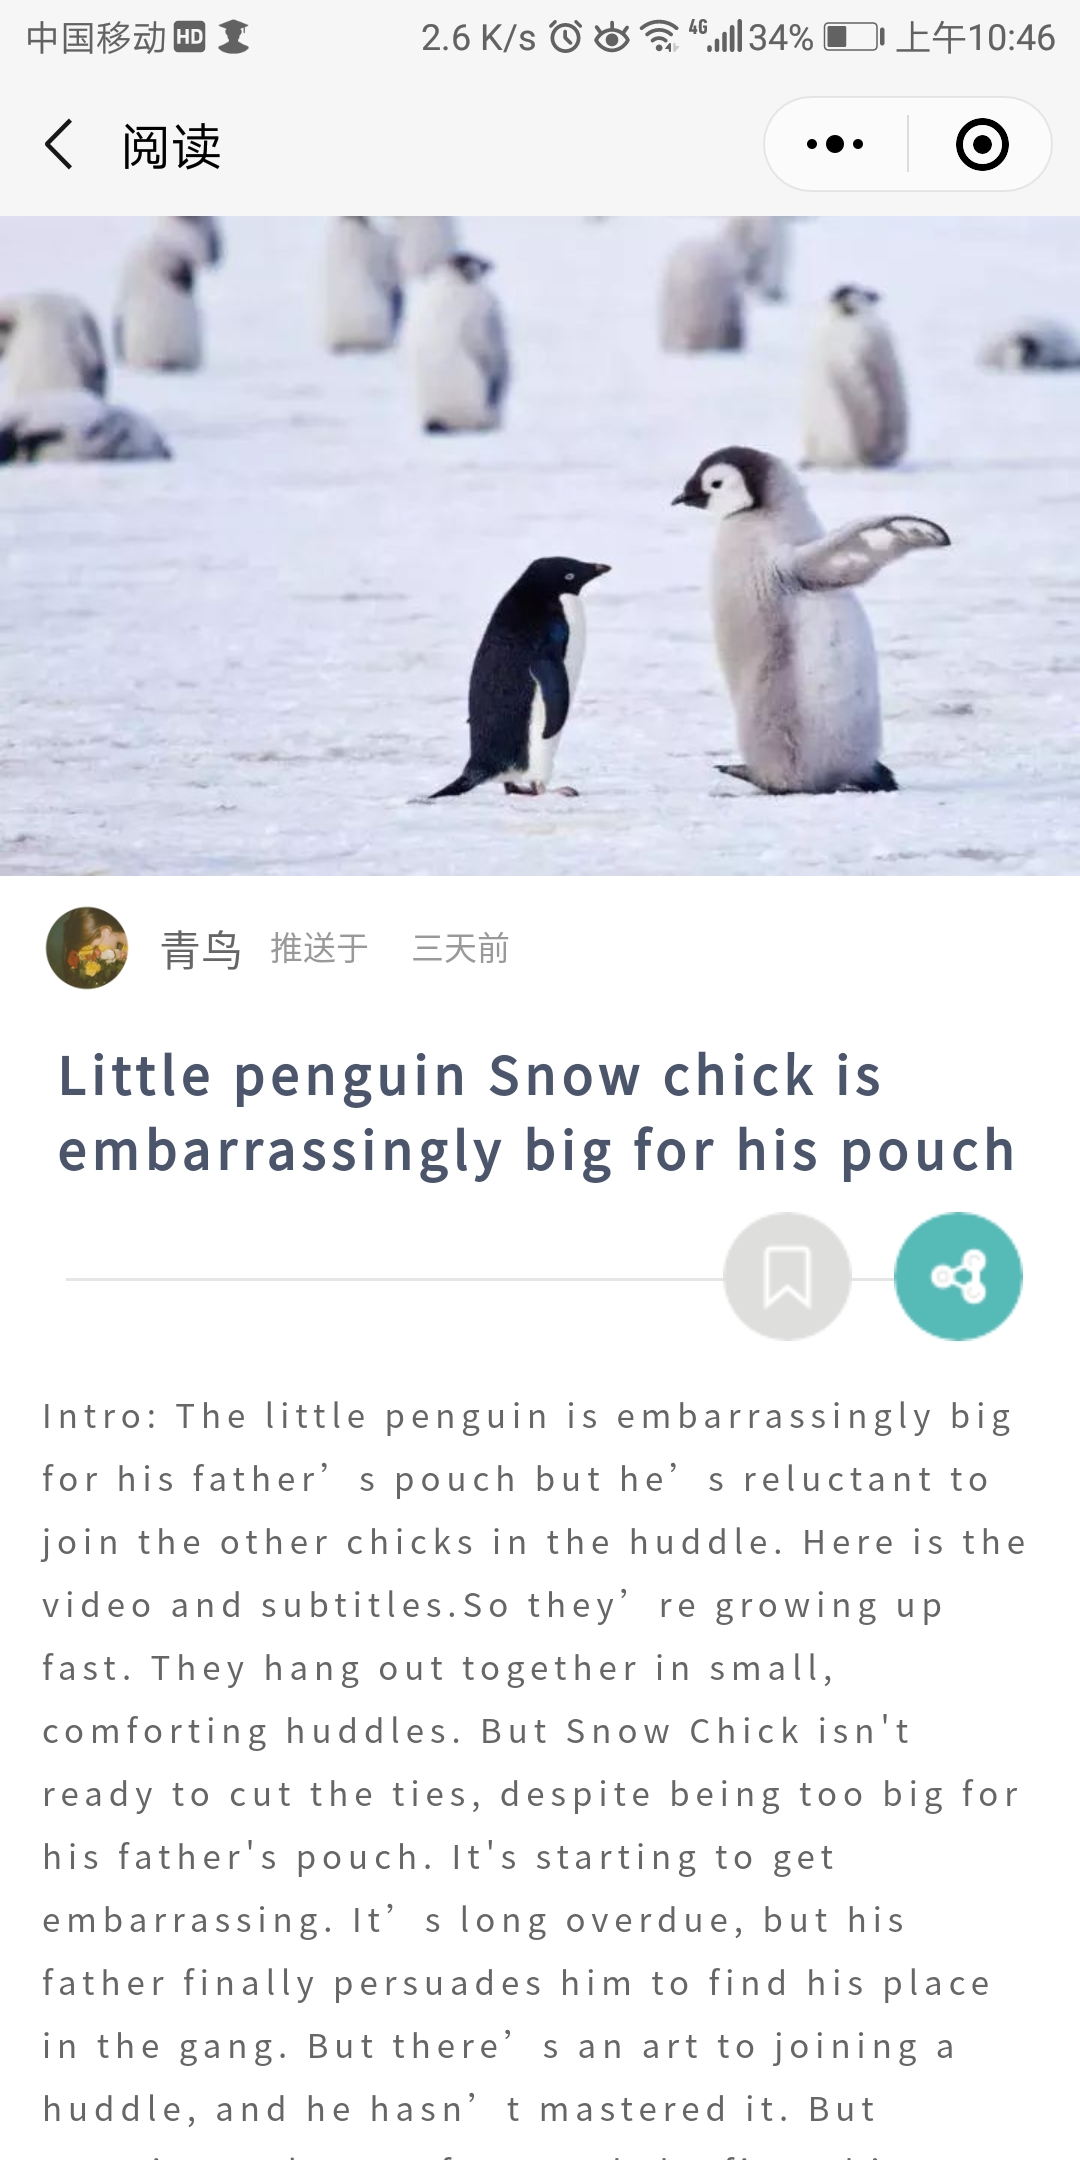 中国移动 HD 2.6 K/s 4G 34% 上午10:46
阅读
青鸟 推送于 三天前
Little penguin Snow chick is
embarrassingly big for his pouch
Intro: The little penguin is embarrassingly big
for his father’s pouch but he’s reluctant to
join the other chicks in the huddle. Here is the
video and subtitles.So they’re growing up
fast. They hang out together in small,
comforting huddles. But Snow Chick isn't
ready to cut the ties, despite being too big for
his father's pouch. It's starting to get
embarrassing. It’s long overdue, but his
father finally persuades him to find his place
in the gang. But there’s an art to joining a
huddle, and he hasn’t mastered it. But